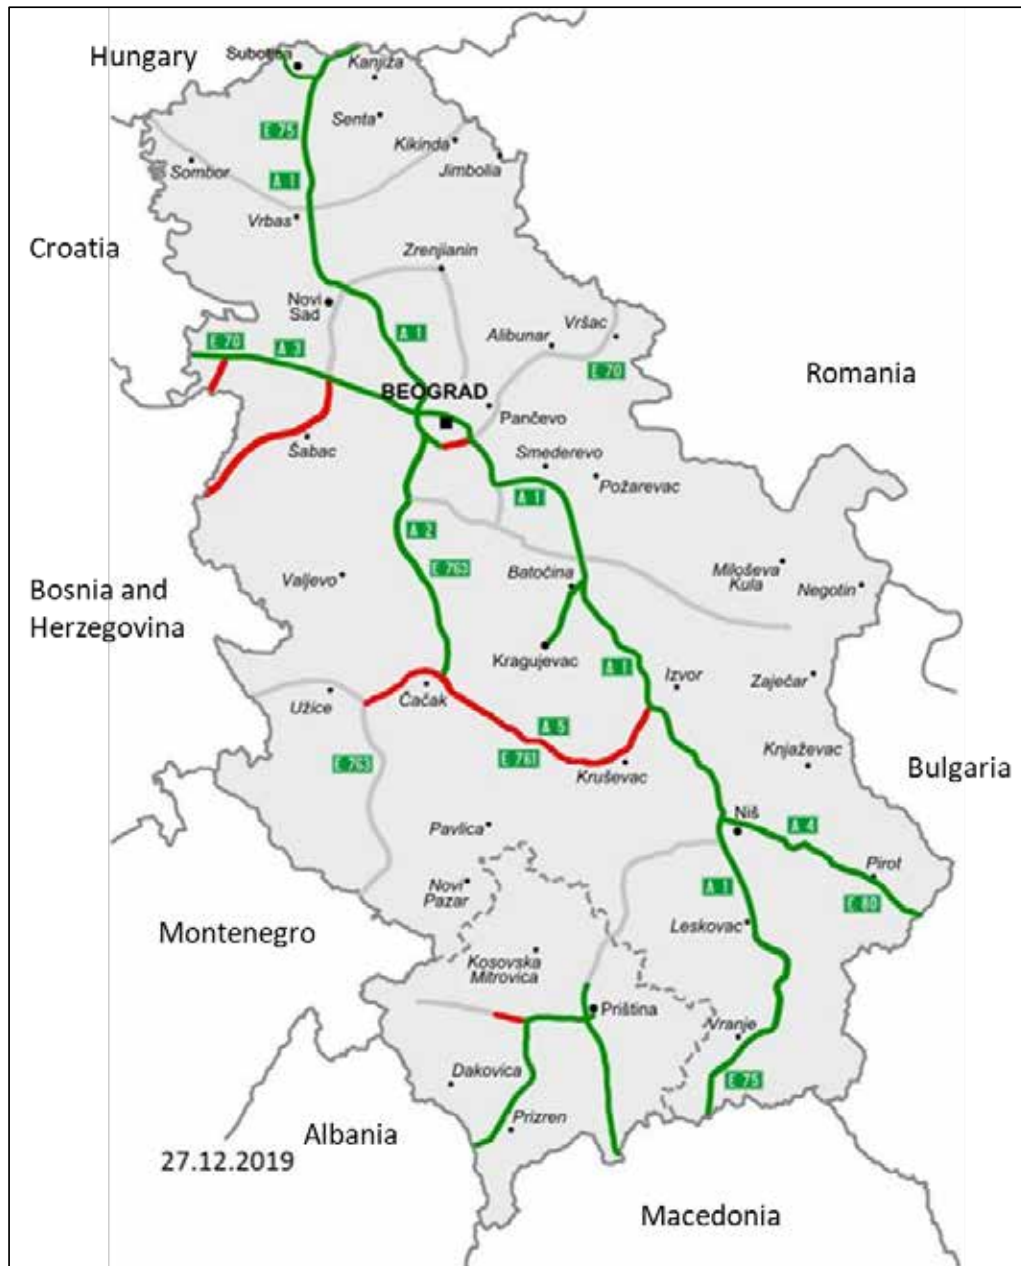 Hungary
Subotica
Kanjiža
E 75
Senta
Kikinda
Jimbolia
Sombor
A 1
Vrbas
Croatia
Zrenjianin
Novi
Sad
E 70
A 3
A 1
Alibunar
Vršac
E 70
Romania
BEOGRAD
Pančevo
Šabac
Smederevo
Požarevac
A 1
A 2
E 763
Valjevo
Batočina
Miloševa
Kula
Negotin
Bosnia and
Herzegovina
Kragujevac
A 1
Izvor
Zaječar
Užice
Čačak
A 5
E 761
E 763
Kruševac
Knjaževac
Bulgaria
Niš
A 4
Pavlica
Pirot
Novi
Pazar
A 1
E 80
Leskovac
Montenegro
Kosovska
Mitrovica
Priština
Vranje
Dakovica
E 75
Prizren
Albania
27.12.2019
Macedonia